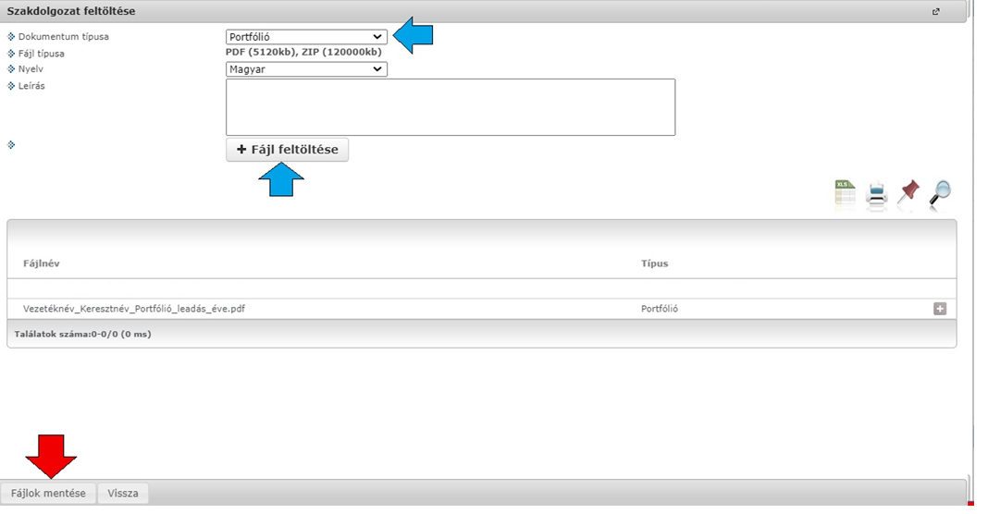 Szakdolgozat feltöltése
Dokumentum típusa
Portfólió
Fájl típusa
PDF (5120kb), ZIP (120000kb)
Nyelv
Magyar
Leírás
+ Fájl feltöltése
XLS
Fájlnév Típus
Vezetéknév_Keresztnév_Portfólió_leadás_éve.pdf Portfólió
Találatok száma:0-0/0 (0 ms)
Fájlok mentése Vissza